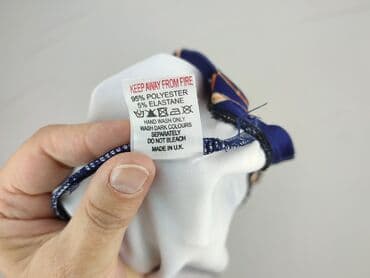 KEEP AWAY FROM FIRE
95% POLYESTER
5% ELASTANE
HAND WASH ONLY
WASH DARK COLOURS
SEPARATELY
DO NOT BLEACH
MADE IN U.K.